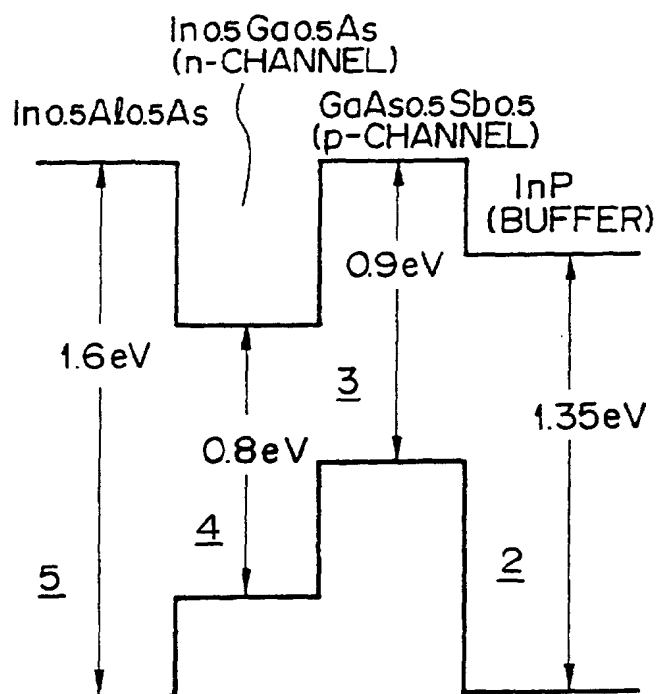 In0.5Ga0.5As
(n-CHANNEL)
In0.5Al0.5As
GaAs0.5Sb0.5
(p-CHANNEL)
InP
(BUFFER)
0.9eV
1.6eV
3
1.35eV
0.8eV
4
5
2